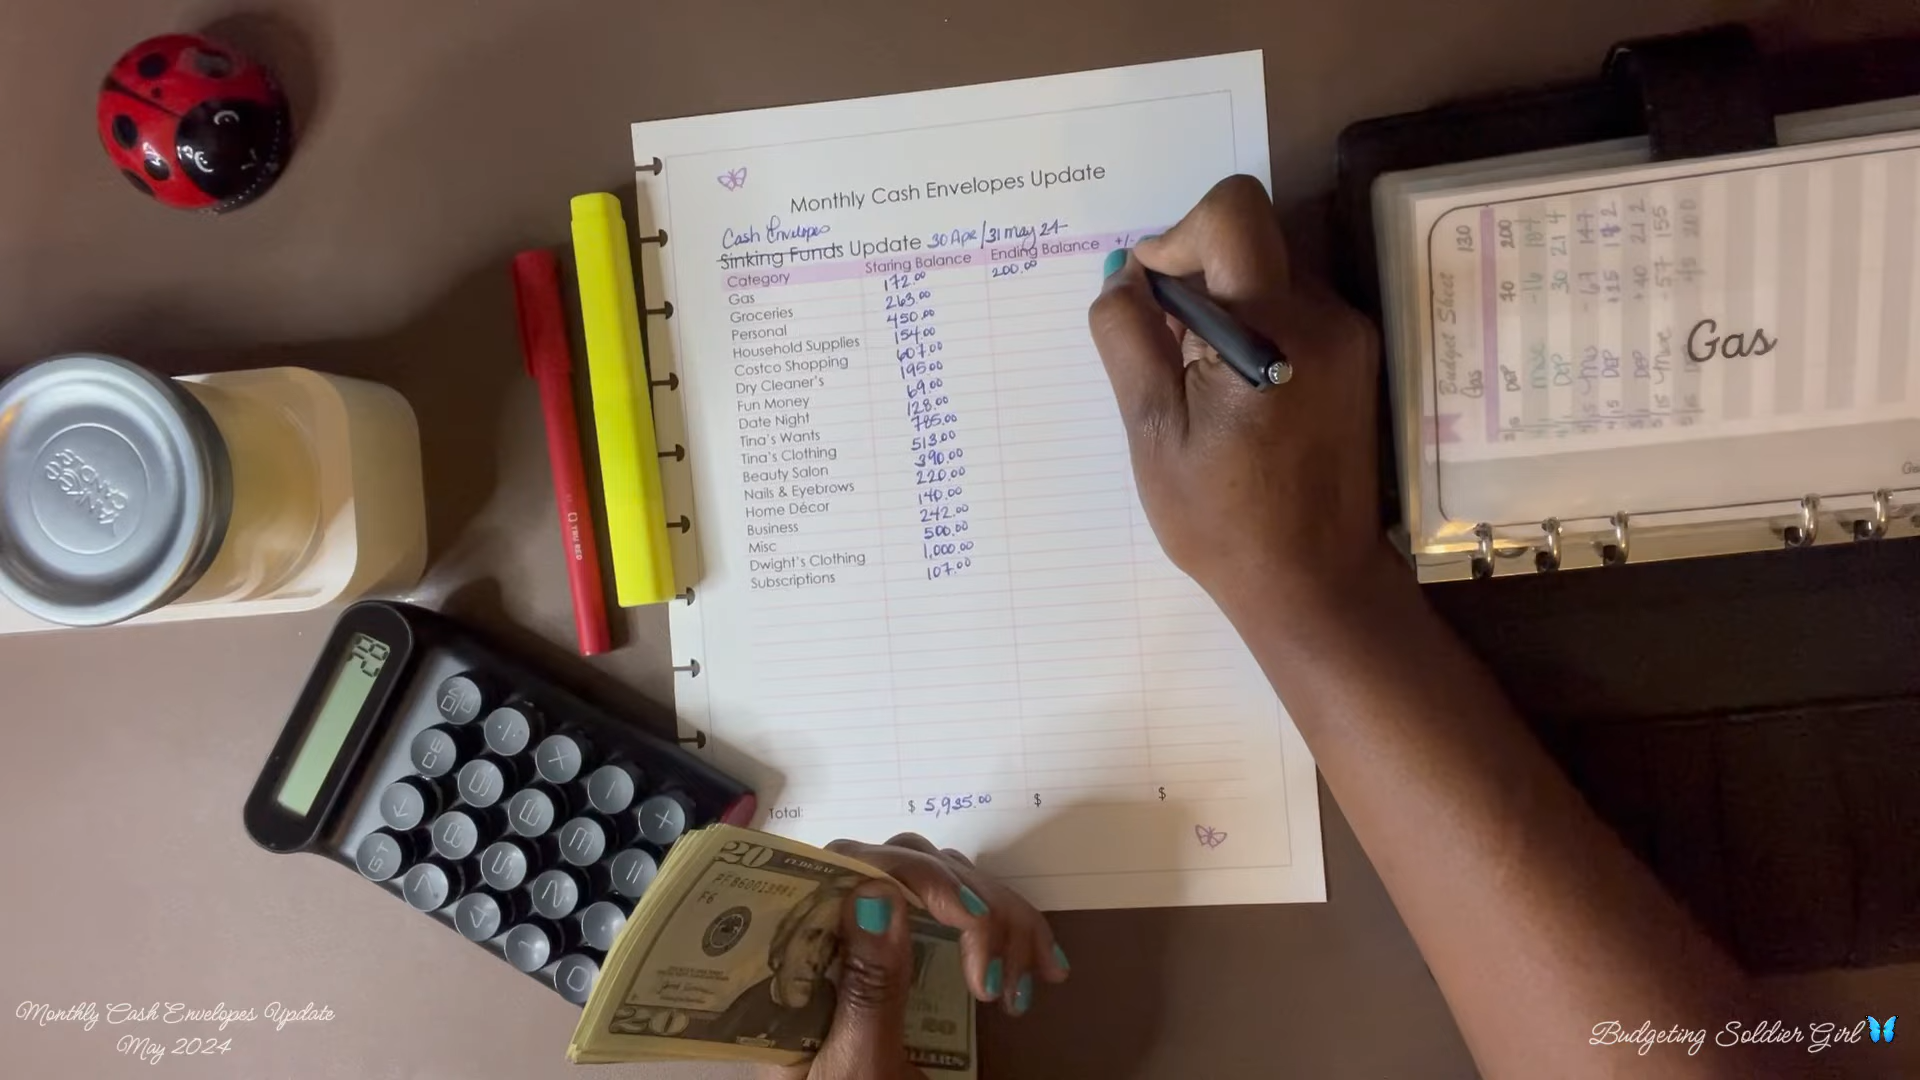 Monthly Cash Envelopes Update
Cash Envelopes
Sinking Funds Update 30 Apr/31 May 24
Category Staring Balance Ending Balance +/-
Gas 172.00 200.00
Groceries 263.00
Personal 450.00
Household Supplies 154.00
Costco Shopping 607.00
Dry Cleaner's 195.00
Fun Money 69.00
Date Night 128.00
Tina's Wants 785.00
Tina's Clothing 513.00
Beauty Salon 390.00
Nails & Eyebrows 220.00
Home Décor 140.00
Business 242.00
Misc 500.00
Dwight's Clothing 1,000.00
Subscriptions 107.00
Total: $ 5,935.00 $ $
Budget Sheet
Gas 130
Gas
YANKEE
CANDLE
20
F6
20
Monthly Cash Envelopes Update
May 2024
Budgeting Soldier Girl